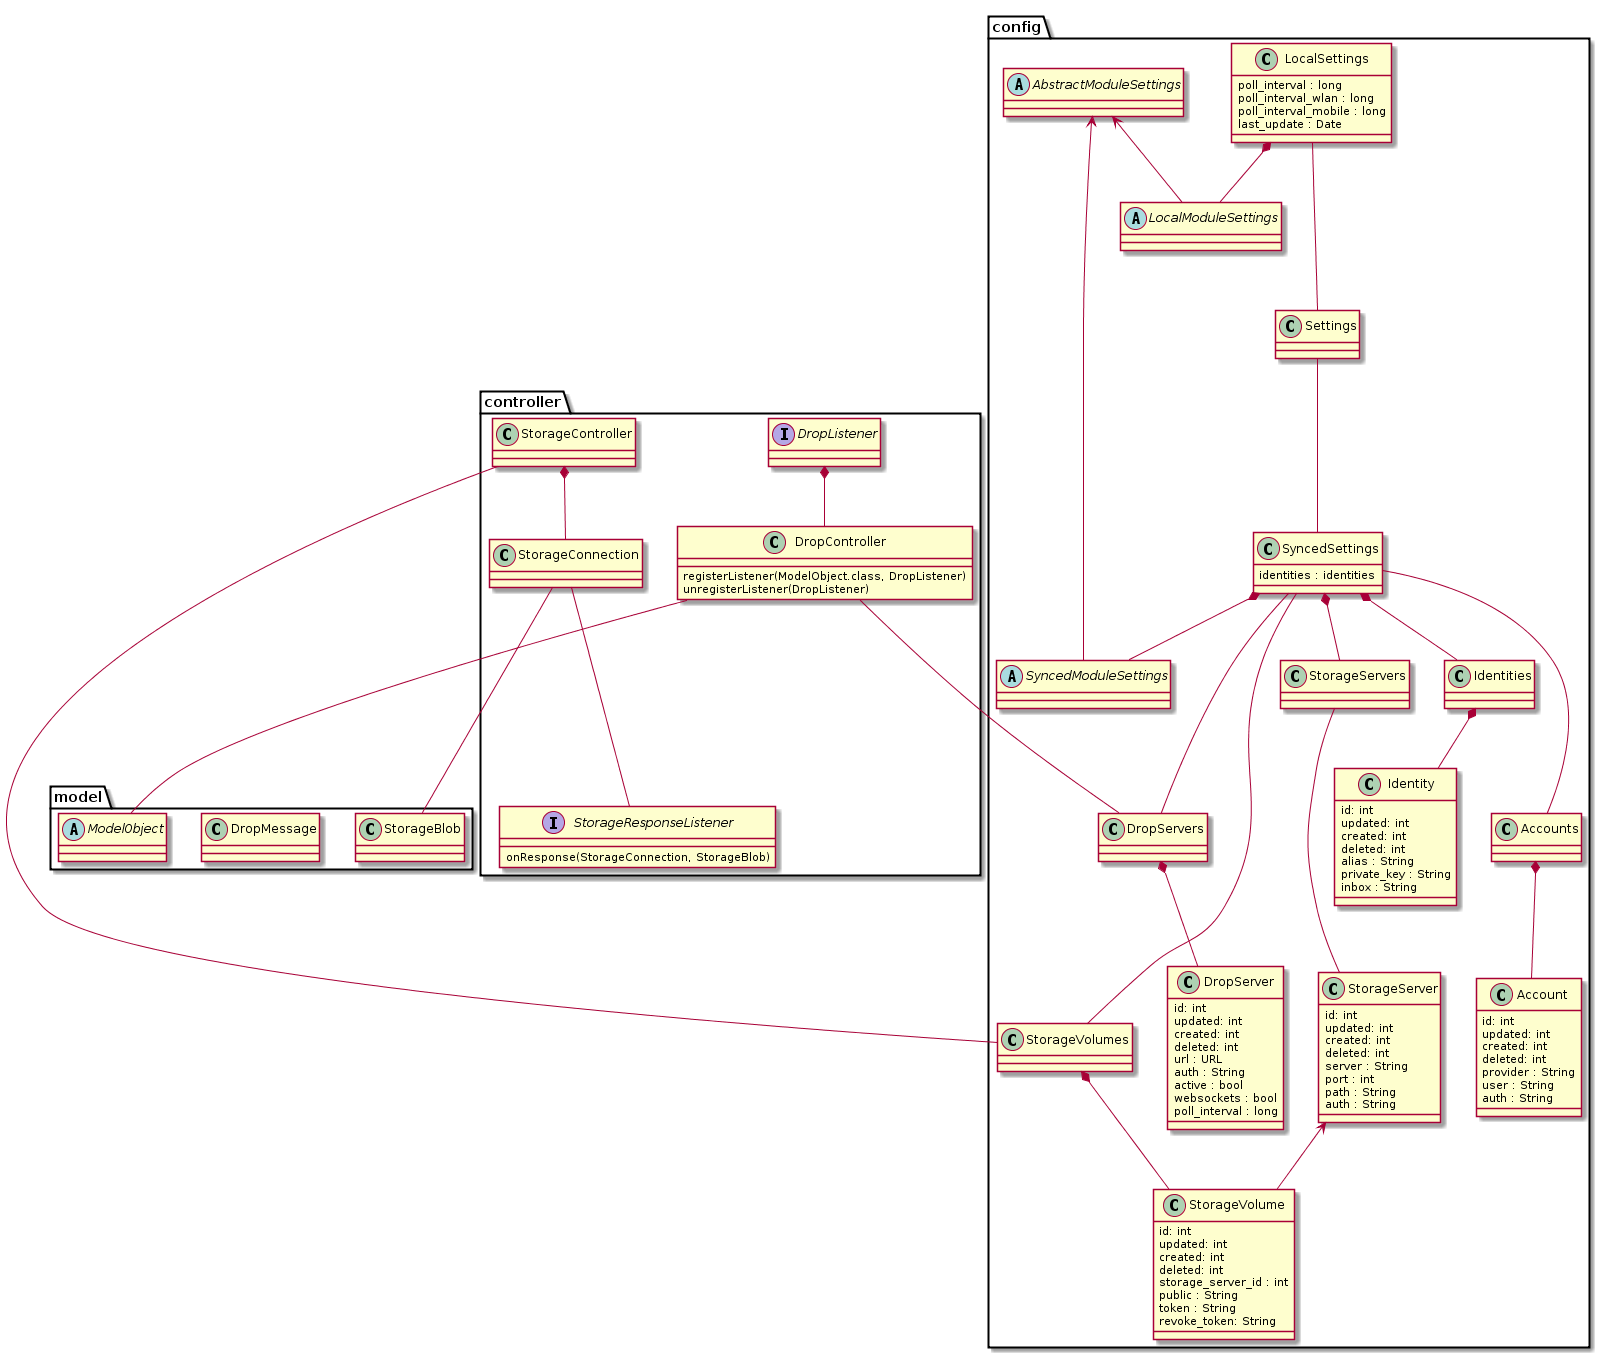 config
C LocalSettings
poll_interval : long
poll_interval_wlan : long
poll_interval_mobile : long
last_update : Date
A AbstractModuleSettings
A LocalModuleSettings
C Settings
controller
C StorageController
I DropListener
C StorageConnection
C DropController
registerListener(ModelObject.class, DropListener)
unregisterListener(DropListener)
C SyncedSettings
identities : identities
A SyncedModuleSettings
C StorageServers
C Identities
model
A ModelObject
C DropMessage
C StorageBlob
I StorageResponseListener
onResponse(StorageConnection, StorageBlob)
C DropServers
C Identity
id: int
updated: int
created: int
deleted: int
alias : String
private_key : String
inbox : String
C Accounts
C StorageVolumes
C DropServer
id: int
updated: int
created: int
deleted: int
url : URL
auth : String
active : bool
websockets : bool
poll_interval : long
C StorageServer
id: int
updated: int
created: int
deleted: int
server : String
port : int
path : String
auth : String
C Account
id: int
updated: int
created: int
deleted: int
provider : String
user : String
auth : String
C StorageVolume
id: int
updated: int
created: int
deleted: int
storage_server_id : int
public : String
token : String
revoke_token: String